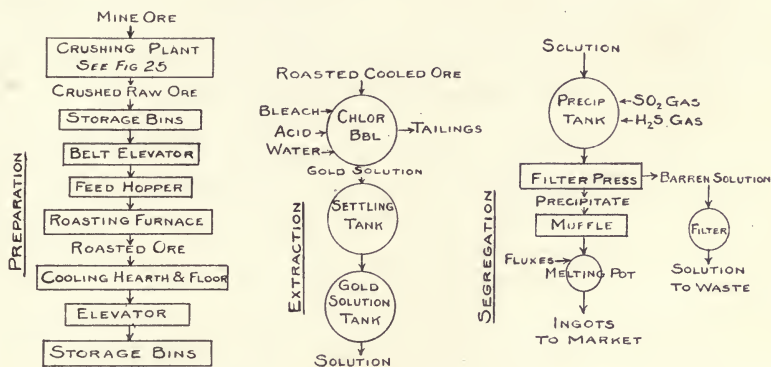 PREPARATION
MINE ORE
CRUSHING PLANT
SEE FIG 25
CRUSHED RAW ORE
STORAGE BINS
BELT ELEVATOR
FEED HOPPER
ROASTING FURNACE
ROASTED ORE
COOLING HEARTH & FLOOR
ELEVATOR
STORAGE BINS
EXTRACTION
ROASTED COOLED ORE
BLEACH
ACID
WATER
CHLOR
BBL
TAILINGS
GOLD SOLUTION
SETTLING
TANK
GOLD
SOLUTION
TANK
SOLUTION
SEGREGATION
SOLUTION
PRECIP
TANK
SO2 GAS
H2S GAS
FILTER PRESS
BARREN SOLUTION
PRECIPITATE
MUFFLE
FILTER
FLUXES
MELTING POT
SOLUTION
TO WASTE
INGOTS
TO MARKET